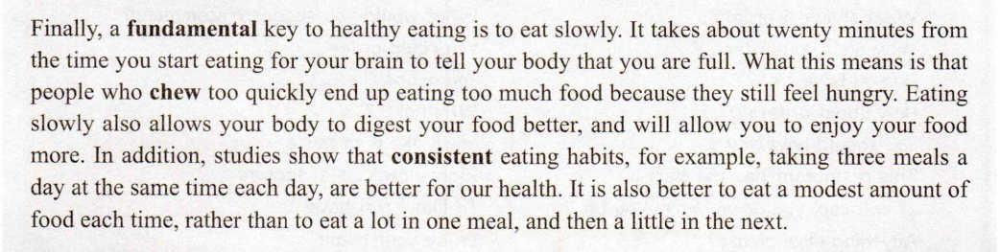 Finally, a fundamental key to healthy eating is to eat slowly. It takes about twenty minutes from
the time you start eating for your brain to tell your body that you are full. What this means is that
people who chew too quickly end up eating too much food because they still feel hungry. Eating
slowly also allows your body to digest your food better, and will allow you to enjoy your food
more. In addition, studies show that consistent eating habits, for example, taking three meals a
day at the same time each day, are better for our health. It is also better to eat a modest amount of
food each time, rather than to eat a lot in one meal, and then a little in the next.